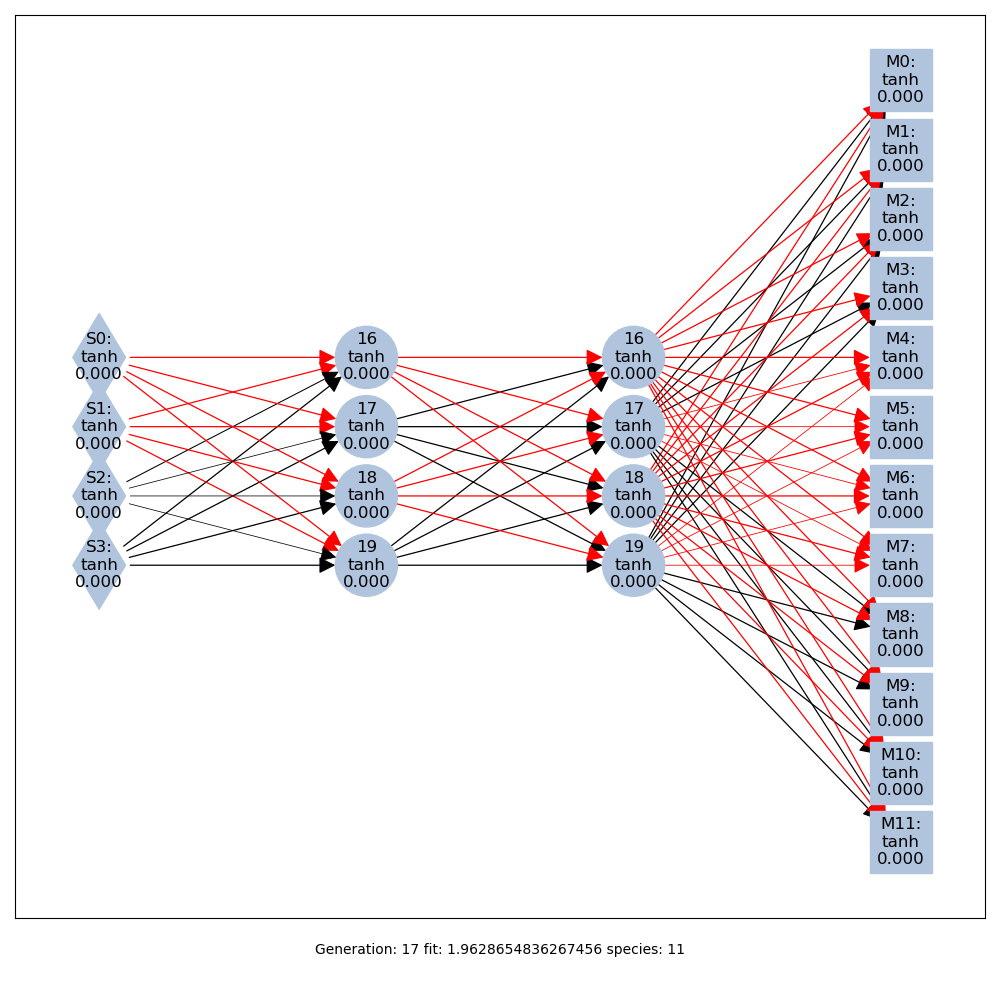 S0:
tanh
0.000
S1:
tanh
0.000
S2:
tanh
0.000
S3:
tanh
0.000
16
tanh
0.000
17
tanh
0.000
18
tanh
0.000
19
tanh
0.000
16
tanh
0.000
17
tanh
0.000
18
tanh
0.000
19
tanh
0.000
M0:
tanh
0.000
M1:
tanh
0.000
M2:
tanh
0.000
M3:
tanh
0.000
M4:
tanh
0.000
M5:
tanh
0.000
M6:
tanh
0.000
M7:
tanh
0.000
M8:
tanh
0.000
M9:
tanh
0.000
M10:
tanh
0.000
M11:
tanh
0.000
Generation: 17 fit: 1.9628654836267456 species: 11